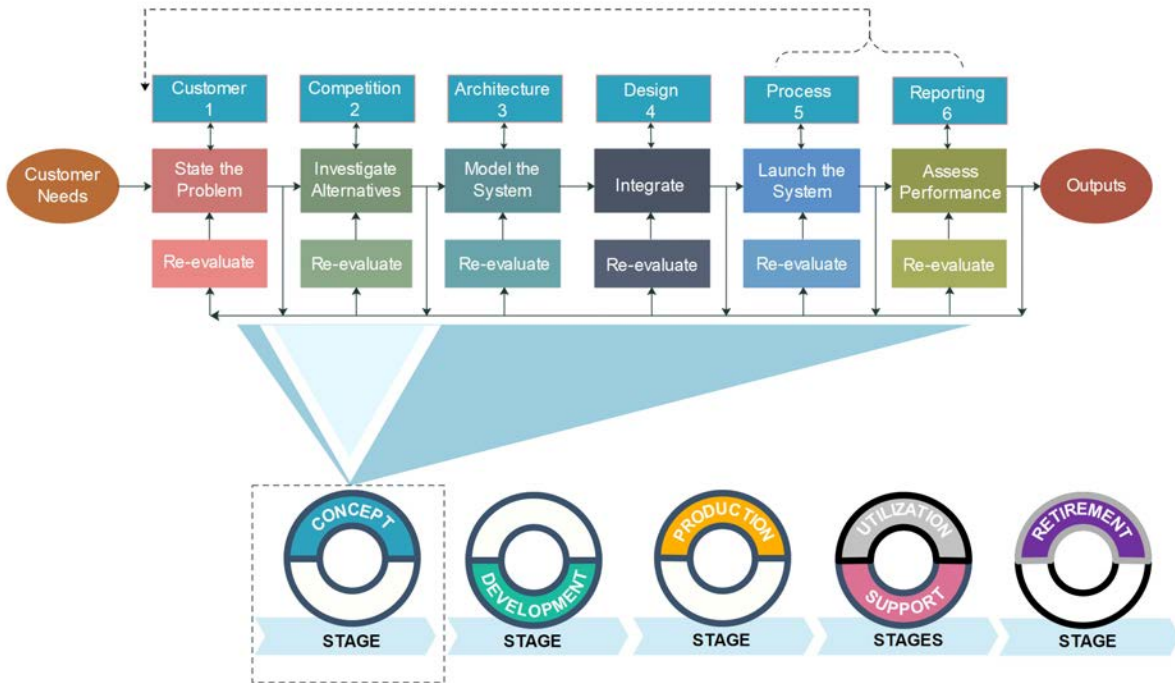 Customer
1
Competition
2
Architecture
3
Design
4
Process
5
Reporting
6
Customer
Needs
State the
Problem
Investigate
Alternatives
Model the
System
Integrate
Launch the
System
Assess
Performance
Outputs
Re-evaluate
Re-evaluate
Re-evaluate
Re-evaluate
Re-evaluate
Re-evaluate
CONCEPT
DEVELOPMENT
PRODUCTION
UTILIZATION
SUPPORT
RETIREMENT
STAGE
STAGE
STAGE
STAGES
STAGE